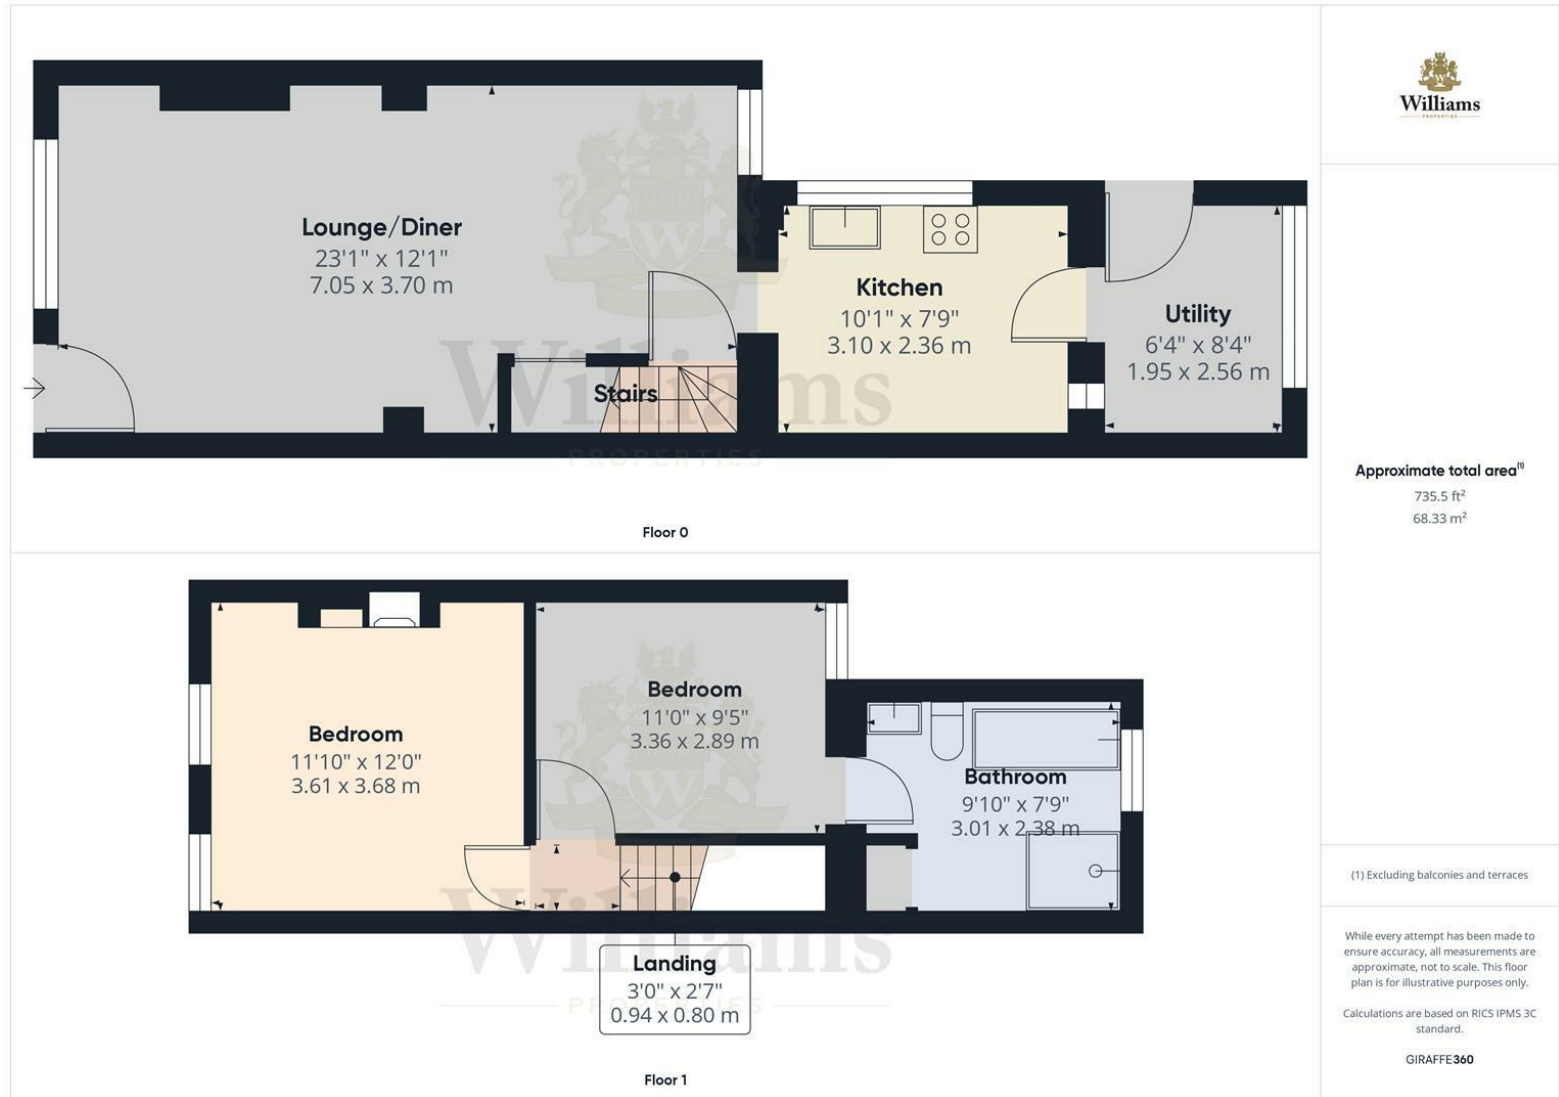 Lounge/Diner
23'1" x 12'1"
7.05 x 3.70 m
Kitchen
10'1" x 7'9"
3.10 x 2.36 m
Utility
6'4" x 8'4"
1.95 x 2.56 m
Stairs
Williams
PROPERTIES
Floor 0
Bedroom
11'10" x 12'0"
3.61 x 3.68 m
Bedroom
11'0" x 9'5"
3.36 x 2.89 m
Bathroom
9'10" x 7'9"
3.01 x 2.38 m
Williams
PROPERTIES
Landing
3'0" x 2'7"
0.94 x 0.80 m
Floor 1
Williams
PROPERTIES
Approximate total area(1)
735.5 ft²
68.33 m²
(1) Excluding balconies and terraces
While every attempt has been made to
ensure accuracy, all measurements are
approximate, not to scale. This floor
plan is for illustrative purposes only.
Calculations are based on RICS IPMS 3C
standard.
GIRAFFE360